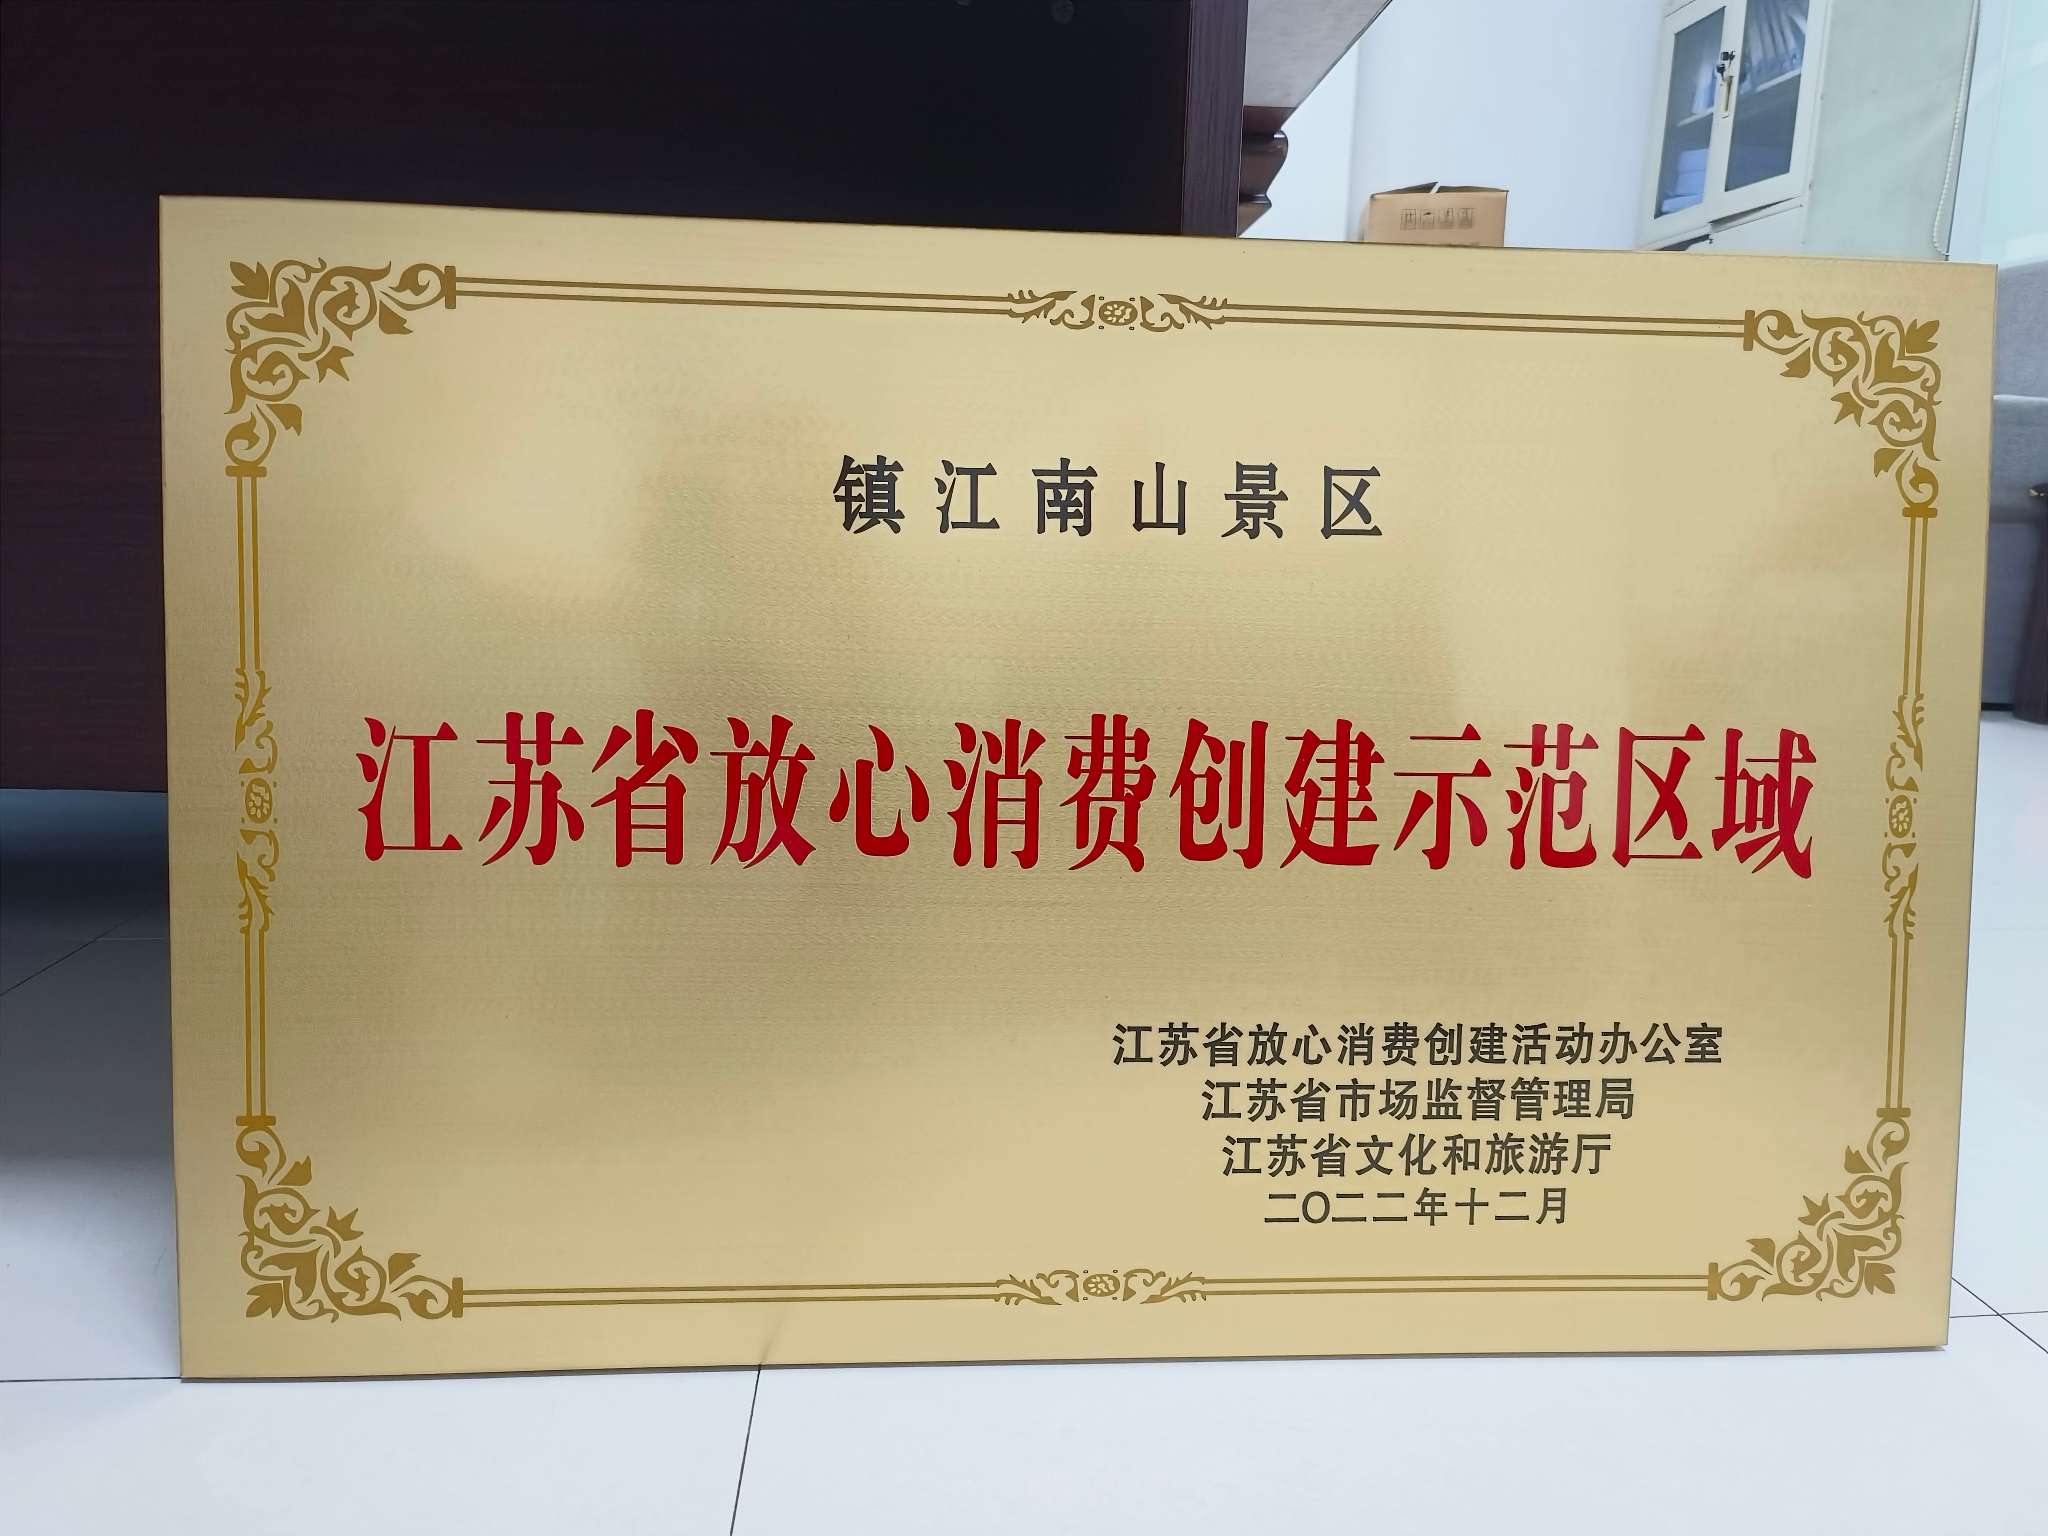 镇江南山景区
江苏省放心消费创建示范区域
江苏省放心消费创建活动办公室
江苏省市场监督管理局
江苏省文化和旅游厅
二〇二二年十二月